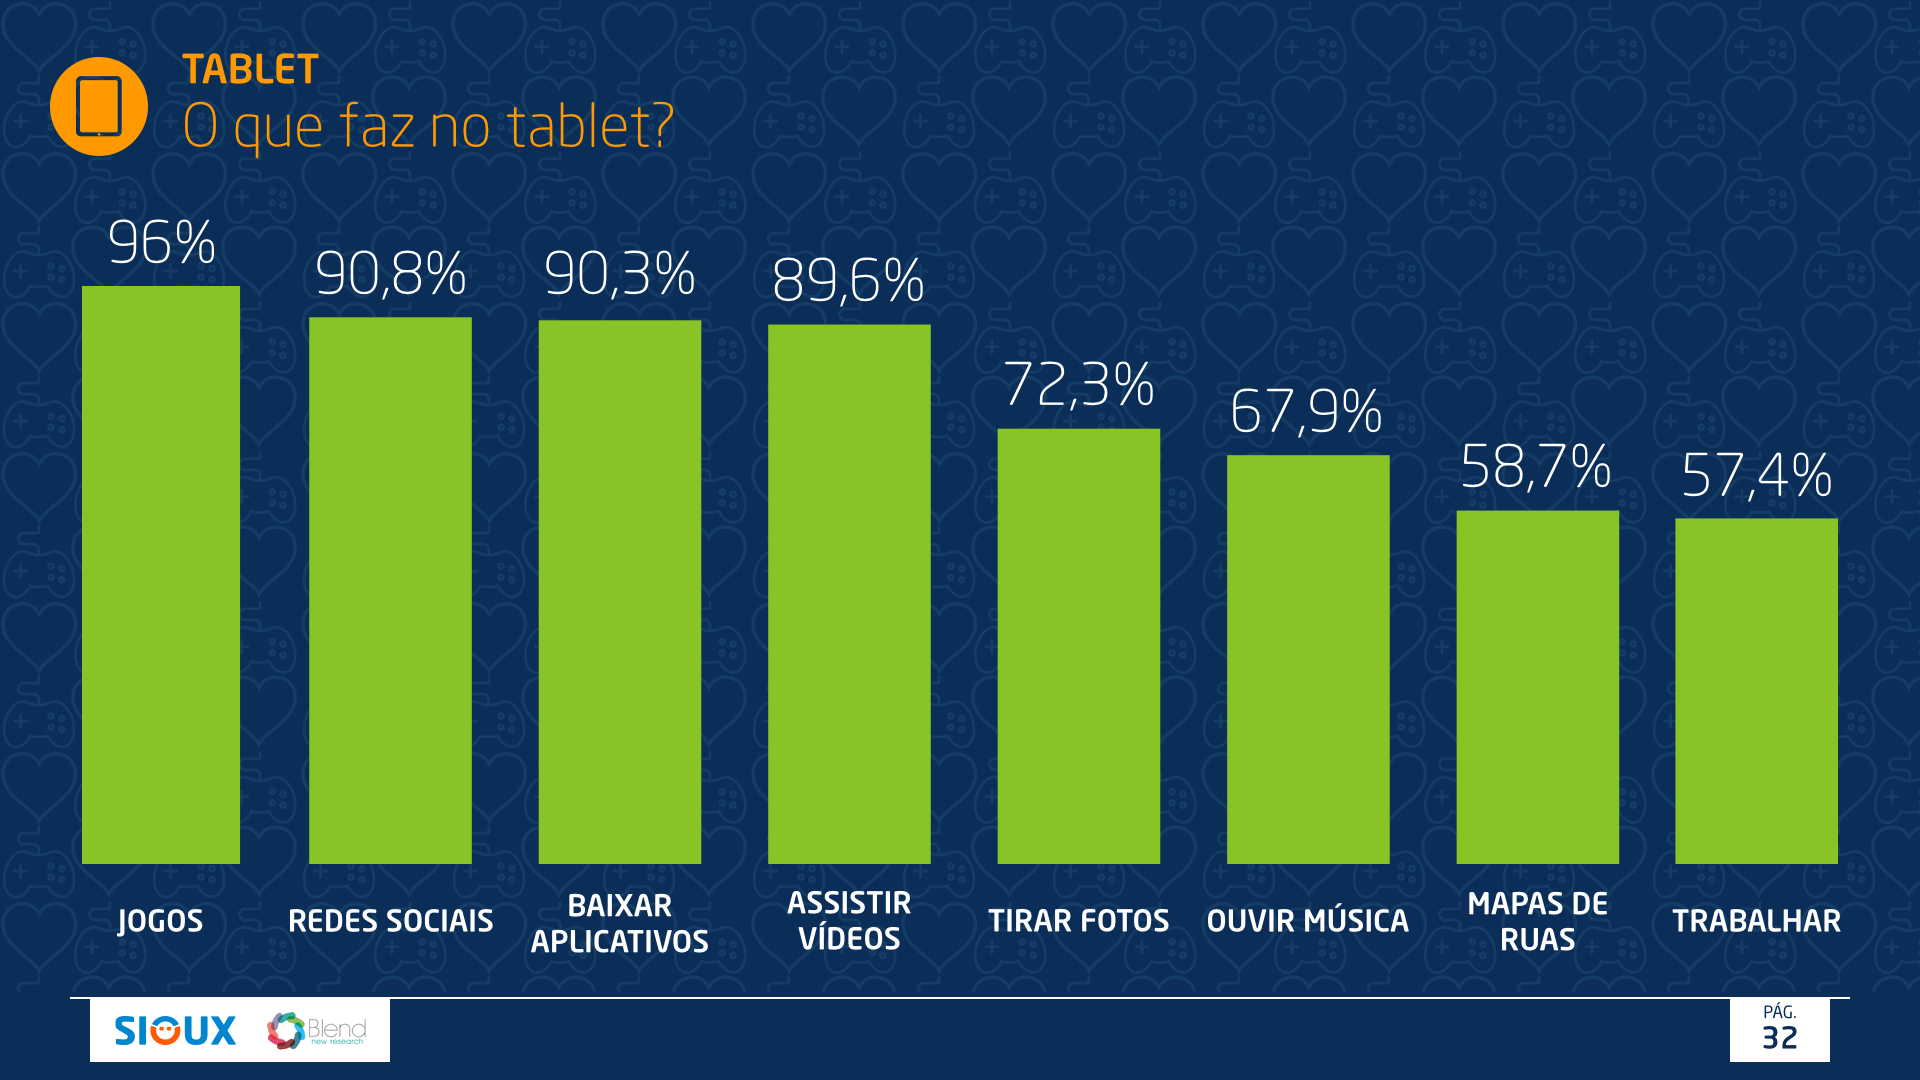 TABLET
O que faz no tablet?
96%
90,8%
90,3%
89,6%
72,3%
67,9%
58,7%
57,4%
JOGOS
REDES SOCIAIS
BAIXAR
APLICATIVOS
ASSISTIR
VÍDEOS
TIRAR FOTOS
OUVIR MÚSICA
MAPAS DE
RUAS
TRABALHAR
SIOUX
Blend
new research
PÁG.
32